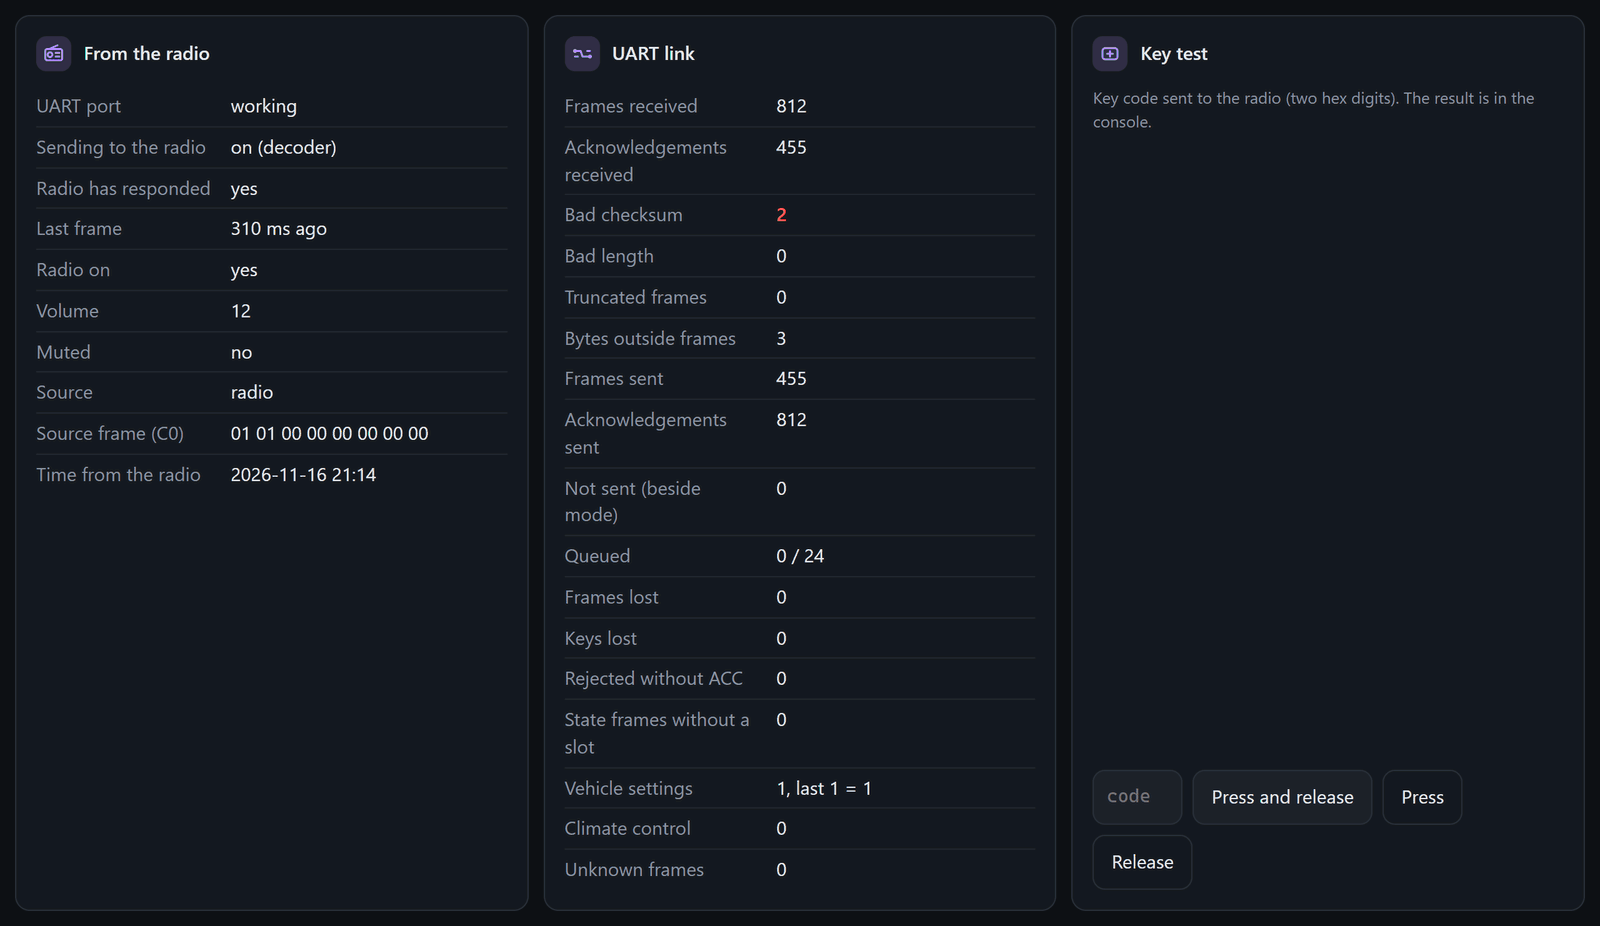 From the radio
UART port working
Sending to the radio on (decoder)
Radio has responded yes
Last frame 310 ms ago
Radio on yes
Volume 12
Muted no
Source radio
Source frame (C0) 01 01 00 00 00 00 00 00
Time from the radio 2026-11-16 21:14
UART link
Frames received 812
Acknowledgements 455
received
Bad checksum 2
Bad length 0
Truncated frames 0
Bytes outside frames 3
Frames sent 455
Acknowledgements 812
sent
Not sent (beside 0
mode)
Queued 0 / 24
Frames lost 0
Keys lost 0
Rejected without ACC 0
State frames without a 0
slot
Vehicle settings 1, last 1 = 1
Climate control 0
Unknown frames 0
Key test
Key code sent to the radio (two hex digits). The result is in the
console.
code Press and release Press
Release